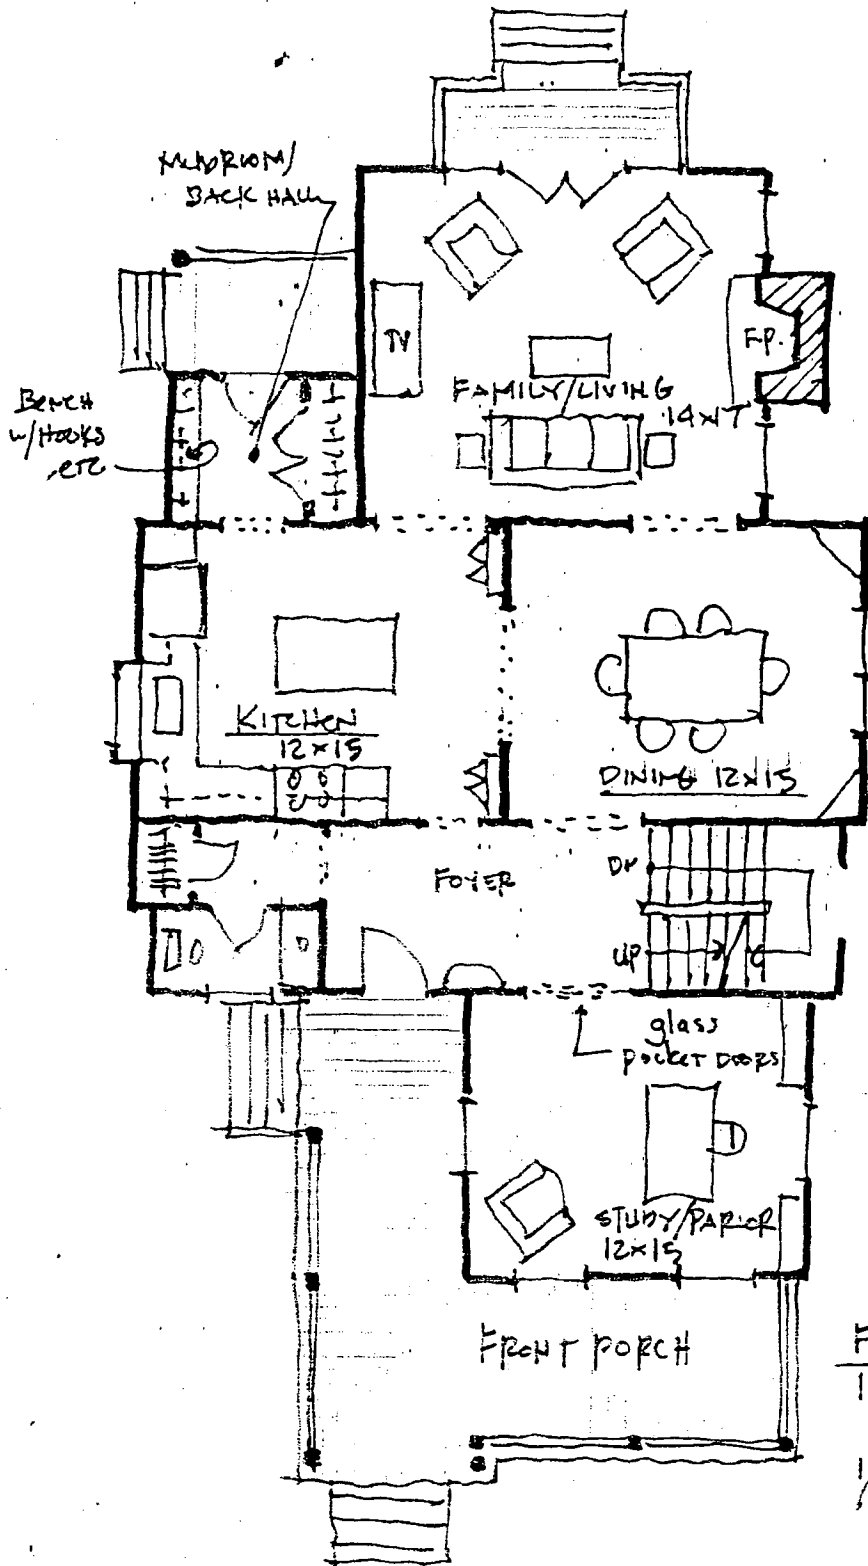 MUDROOM/
BACK HALL
BENCH
W/HOOKS
ETC
TV
F.P.
FAMILY/LIVING
14x17
KITCHEN
12x15
DINING 12x15
FOYER
DN
UP
glass
POCKET DOORS
STUDY/PARLOR
12x15
FRONT PORCH